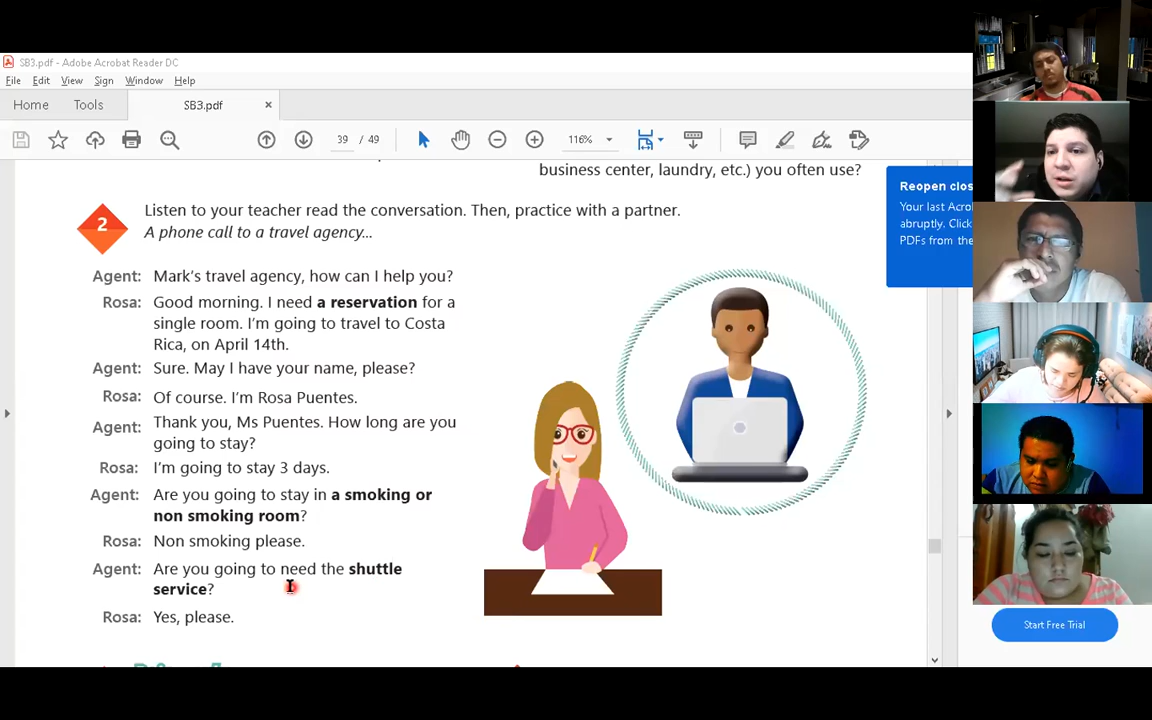 SB3.pdf - Adobe Acrobat Reader DC
File Edit View Sign Window Help
Home Tools SB3.pdf ×
39 / 49 116%
business center, laundry, etc.) you often use?
Reopen clos
Your last Acro
abruptly. Click
PDFs from the
2
Listen to your teacher read the conversation. Then, practice with a partner.
A phone call to a travel agency...
Agent: Mark's travel agency, how can I help you?
Rosa: Good morning. I need a reservation for a
single room. I'm going to travel to Costa
Rica, on April 14th.
Agent: Sure. May I have your name, please?
Rosa: Of course. I'm Rosa Puentes.
Agent: Thank you, Ms Puentes. How long are you
going to stay?
Rosa: I'm going to stay 3 days.
Agent: Are you going to stay in a smoking or
non smoking room?
Rosa: Non smoking please.
Agent: Are you going to need the shuttle
service?
Rosa: Yes, please.
Start Free Trial